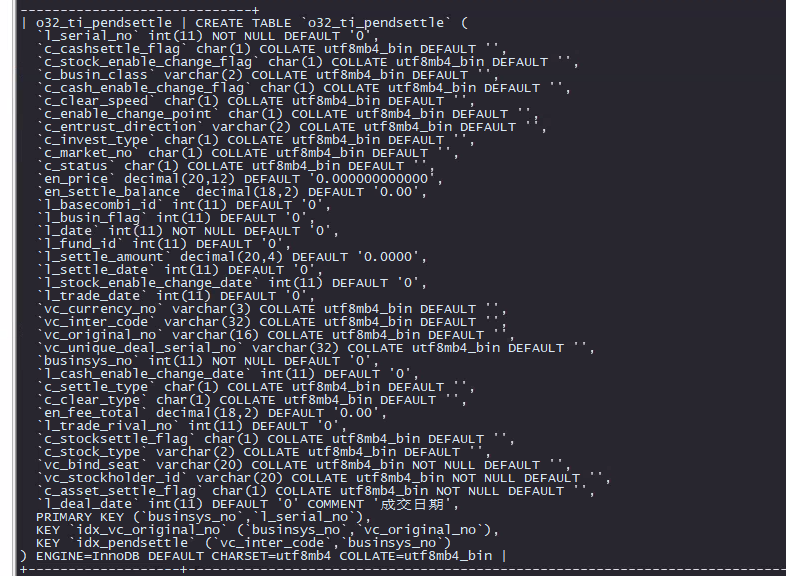 ----------------------------+
| o32_ti_pendsettle | CREATE TABLE `o32_ti_pendsettle` (
`l_serial_no` int(11) NOT NULL DEFAULT '0',
`c_cashsettle_flag` char(1) COLLATE utf8mb4_bin DEFAULT '',
`c_stock_enable_change_flag` char(1) COLLATE utf8mb4_bin DEFAULT '',
`c_busin_class` varchar(2) COLLATE utf8mb4_bin DEFAULT '',
`c_cash_enable_change_flag` char(1) COLLATE utf8mb4_bin DEFAULT '',
`c_clear_speed` char(1) COLLATE utf8mb4_bin DEFAULT '',
`c_enable_change_point` char(1) COLLATE utf8mb4_bin DEFAULT '',
`c_entrust_direction` varchar(2) COLLATE utf8mb4_bin DEFAULT '',
`c_invest_type` char(1) COLLATE utf8mb4_bin DEFAULT '',
`c_market_no` char(1) COLLATE utf8mb4_bin DEFAULT '',
`c_status` char(1) COLLATE utf8mb4_bin DEFAULT '',
`en_price` decimal(20,12) DEFAULT '0.000000000000',
`en_settle_balance` decimal(18,2) DEFAULT '0.00',
`l_basecombi_id` int(11) DEFAULT '0',
`l_busin_flag` int(11) DEFAULT '0',
`l_date` int(11) NOT NULL DEFAULT '0',
`l_fund_id` int(11) DEFAULT '0',
`l_settle_amount` decimal(20,4) DEFAULT '0.0000',
`l_settle_date` int(11) DEFAULT '0',
`l_stock_enable_change_date` int(11) DEFAULT '0',
`l_trade_date` int(11) DEFAULT '0',
`vc_currency_no` varchar(3) COLLATE utf8mb4_bin DEFAULT '',
`vc_inter_code` varchar(32) COLLATE utf8mb4_bin DEFAULT '',
`vc_original_no` varchar(16) COLLATE utf8mb4_bin DEFAULT '',
`vc_unique_deal_serial_no` varchar(32) COLLATE utf8mb4_bin DEFAULT '',
`businsys_no` int(11) NOT NULL DEFAULT '0',
`l_cash_enable_change_date` int(11) DEFAULT '0',
`c_settle_type` char(1) COLLATE utf8mb4_bin DEFAULT '',
`c_clear_type` char(1) COLLATE utf8mb4_bin DEFAULT '',
`en_fee_total` decimal(18,2) DEFAULT '0.00',
`l_trade_rival_no` int(11) DEFAULT '0',
`c_stocksettle_flag` char(1) COLLATE utf8mb4_bin DEFAULT '',
`c_stock_type` varchar(2) COLLATE utf8mb4_bin DEFAULT '',
`vc_bind_seat` varchar(20) COLLATE utf8mb4_bin NOT NULL DEFAULT '',
`vc_stockholder_id` varchar(20) COLLATE utf8mb4_bin NOT NULL DEFAULT '',
`c_asset_settle_flag` char(1) COLLATE utf8mb4_bin NOT NULL DEFAULT '',
`l_deal_date` int(11) DEFAULT '0' COMMENT '成交日期',
PRIMARY KEY (`businsys_no`,`l_serial_no`),
KEY `idx_vc_original_no` (`businsys_no`,`vc_original_no`),
KEY `idx_pendsettle` (`vc_inter_code`,`businsys_no`)
) ENGINE=InnoDB DEFAULT CHARSET=utf8mb4 COLLATE=utf8mb4_bin |
+-------------------+------------------------------------------------------------------------